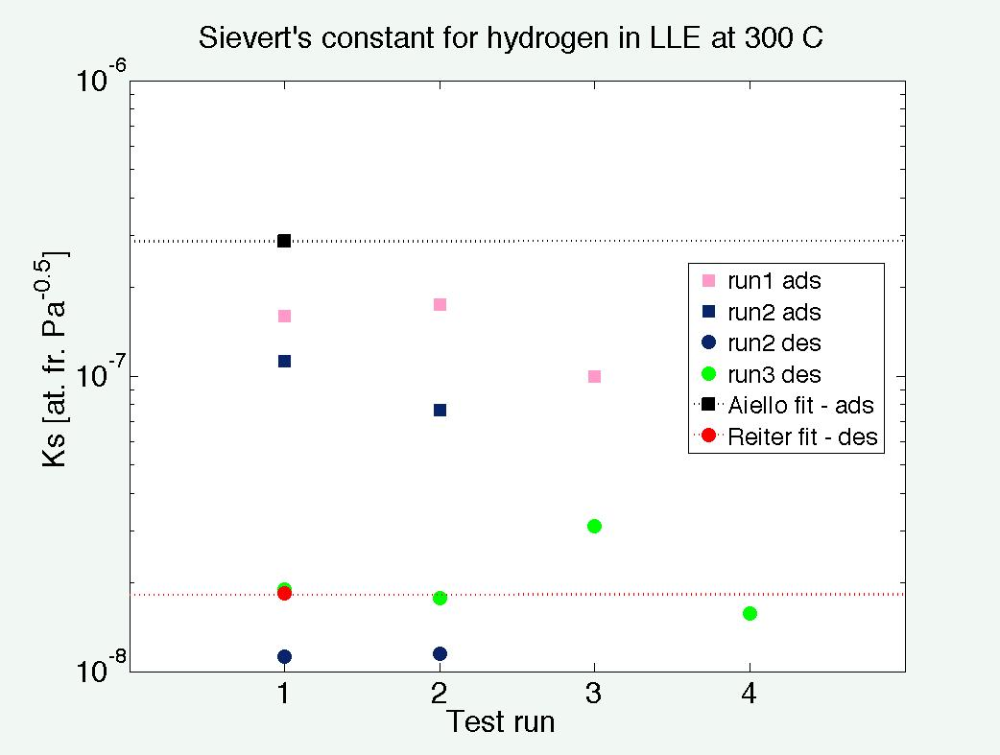 Sievert's constant for hydrogen in LLE at 300 C
10^-6
10^-7
10^-8
Ks [at. fr. Pa^-0.5]
run1 ads
run2 ads
run2 des
run3 des
Aiello fit - ads
Reiter fit - des
1 2 3 4
Test run